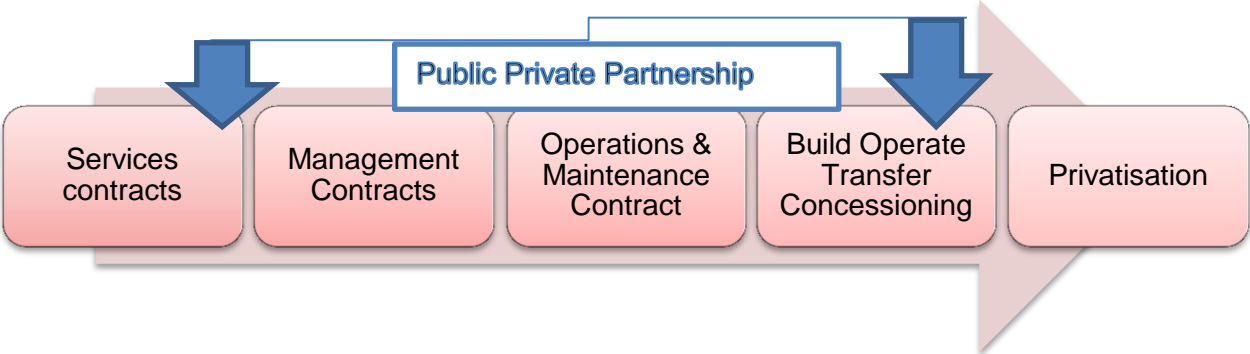 Public Private Partnership
Services
contracts
Management
Contracts
Operations &
Maintenance
Contract
Build Operate
Transfer
Concessioning
Privatisation